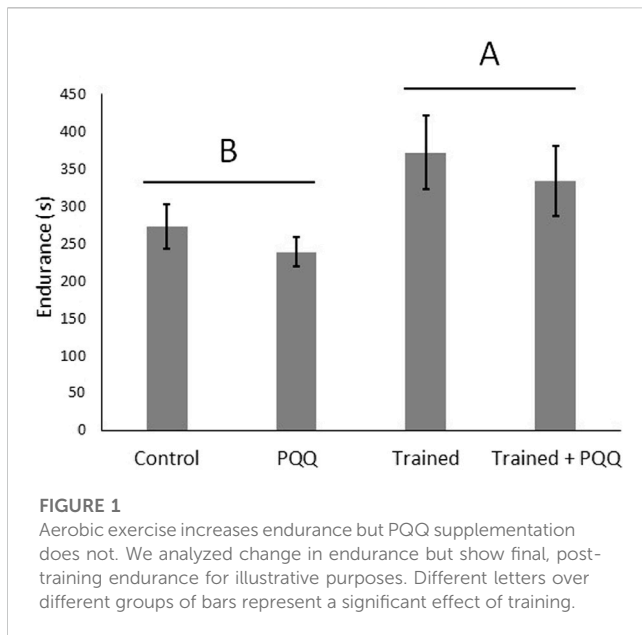 A
B
Endurance (s)
450
400
350
300
250
200
150
100
50
0
Control PQQ Trained Trained + PQQ
FIGURE 1
Aerobic exercise increases endurance but PQQ supplementation
does not. We analyzed change in endurance but show final, post-
training endurance for illustrative purposes. Different letters over
different groups of bars represent a significant effect of training.